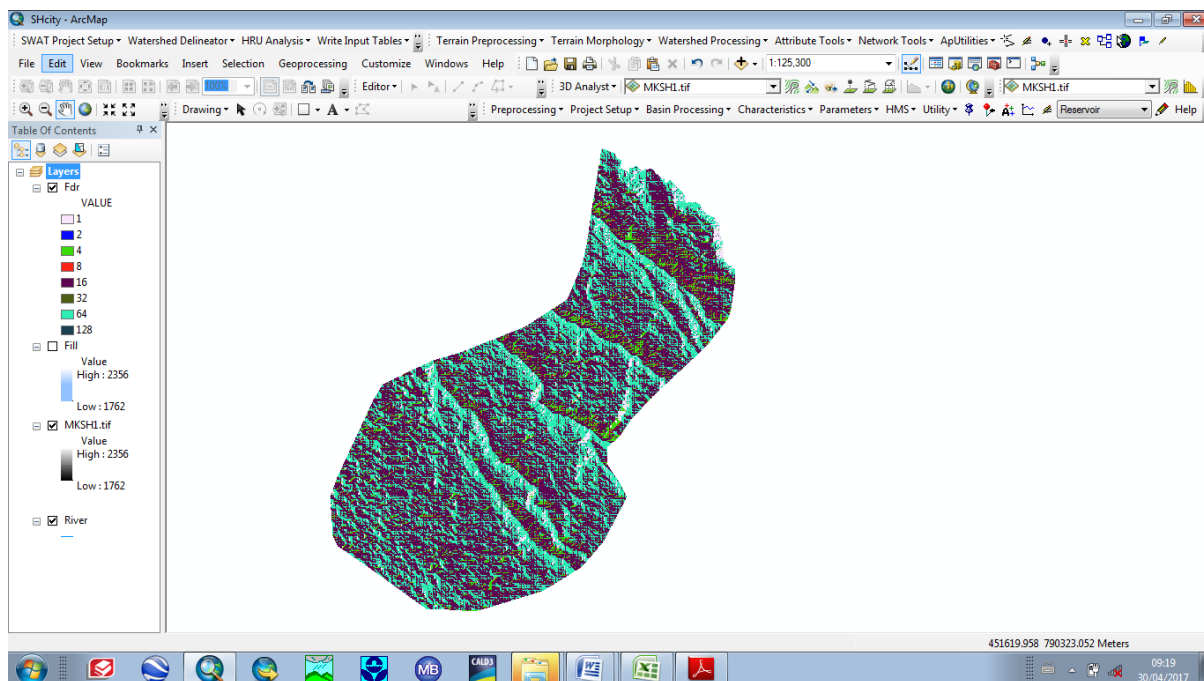 SHcity - ArcMap
SWAT Project Setup Watershed Delineator HRU Analysis Write Input Tables Terrain Preprocessing Terrain Morphology Watershed Processing Attribute Tools Network Tools ApUtilities
File Edit View Bookmarks Insert Selection Geoprocessing Customize Windows Help 1:125,300
100% Editor 3D Analyst MKSH1.tif MKSH1.tif
Drawing A Preprocessing Project Setup Basin Processing Characteristics Parameters HMS Utility Reservoir Help
Table Of Contents
Layers
Fdr
VALUE
1
2
4
8
16
32
64
128
Fill
Value
High : 2356
Low : 1762
MKSH1.tif
Value
High : 2356
Low : 1762
River
451619.958 790323.052 Meters
MB
CALD3
09:19
30/04/2017